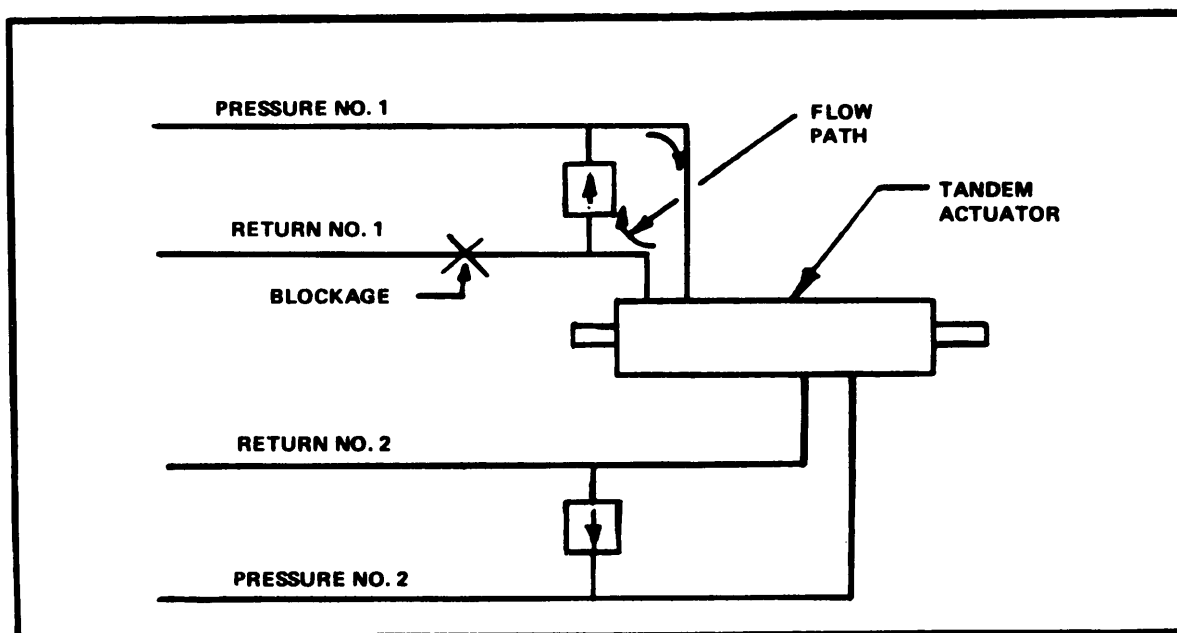 PRESSURE NO. 1
FLOW
PATH
TANDEM
ACTUATOR
RETURN NO. 1
BLOCKAGE
RETURN NO. 2
PRESSURE NO. 2